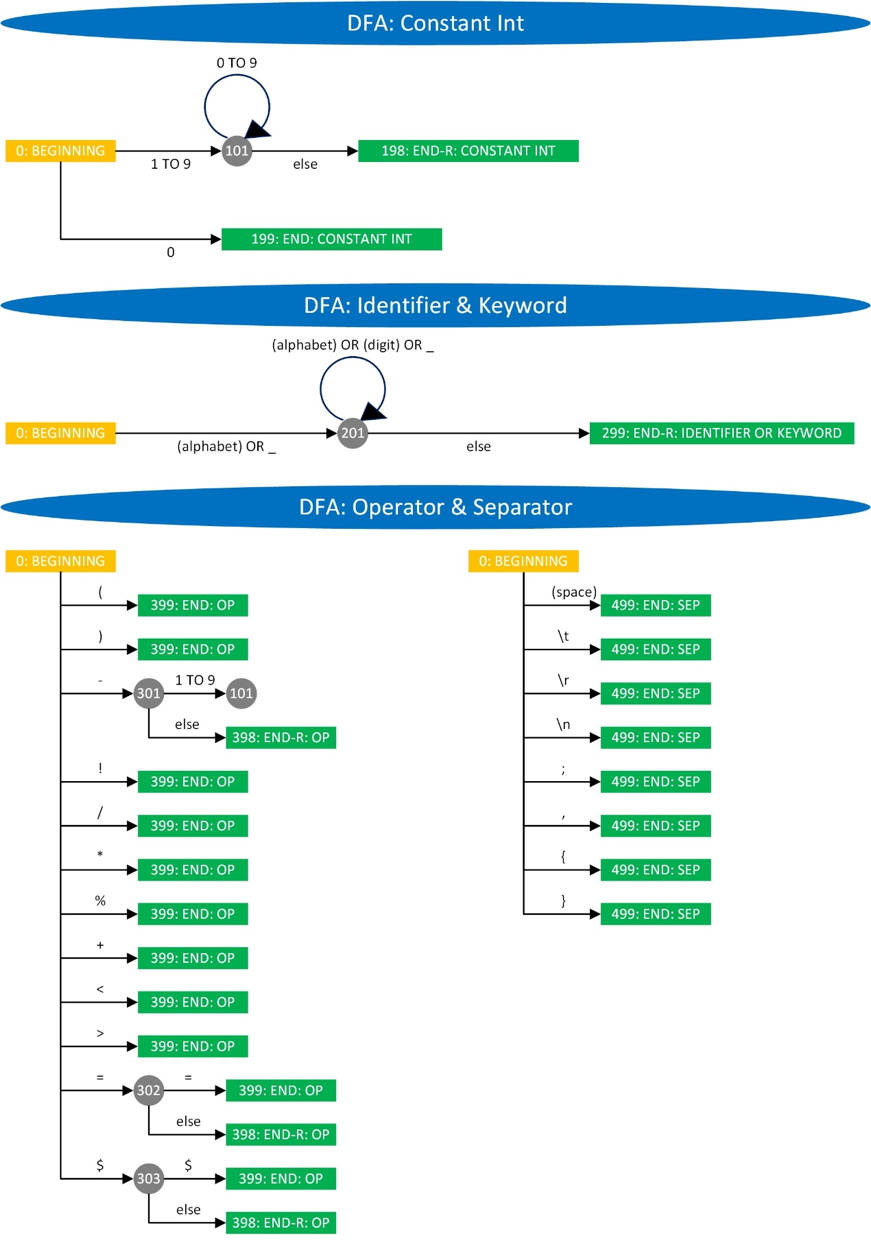 DFA: Constant Int
0 TO 9
0: BEGINNING
101
198: END-R: CONSTANT INT
1 TO 9
else
199: END: CONSTANT INT
0
DFA: Identifier & Keyword
(alphabet) OR (digit) OR _
0: BEGINNING
201
299: END-R: IDENTIFIER OR KEYWORD
(alphabet) OR _
else
DFA: Operator & Separator
0: BEGINNING
(
399: END: OP
)
399: END: OP
-
301
1 TO 9
101
else
398: END-R: OP
!
399: END: OP
/
399: END: OP
*
399: END: OP
%
399: END: OP
+
399: END: OP
<
399: END: OP
>
399: END: OP
=
302
=
399: END: OP
else
398: END-R: OP
$
303
$
399: END: OP
else
398: END-R: OP
0: BEGINNING
(space)
499: END: SEP
\t
499: END: SEP
\r
499: END: SEP
\n
499: END: SEP
;
499: END: SEP
,
499: END: SEP
{
499: END: SEP
}
499: END: SEP